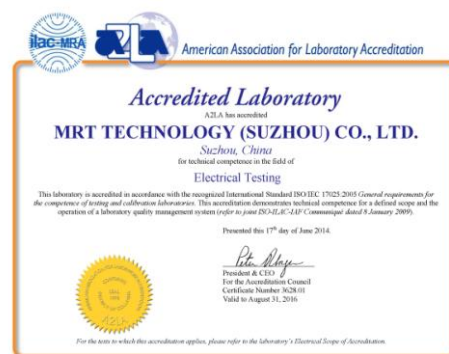 ilac-MRA
A2LA
American Association for Laboratory Accreditation
Accredited Laboratory
A2LA has accredited
MRT TECHNOLOGY (SUZHOU) CO., LTD.
Suzhou, China
for technical competence in the field of
Electrical Testing
This laboratory is accredited in accordance with the recognized International Standard ISO/IEC 17025:2005 General requirements for
the competence of testing and calibration laboratories. This accreditation demonstrates technical competence for a defined scope and the
operation of a laboratory quality management system (refer to joint ISO-ILAC-IAF Communiqué dated 8 January 2009).
Presented this 17th day of June 2014.
President & CEO
For the Accreditation Council
Certificate Number 3628.01
Valid to August 31, 2016
A2LA
For the tests to which this accreditation applies, please refer to the laboratory's Electrical Scope of Accreditation.